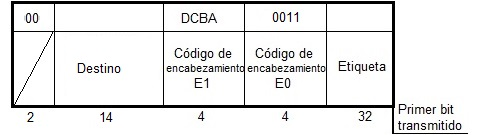 00 DCBA 0011
Destino Código de encabezamiento E1 Código de encabezamiento E0 Etiqueta
2 14 4 4 32 Primer bit transmitido